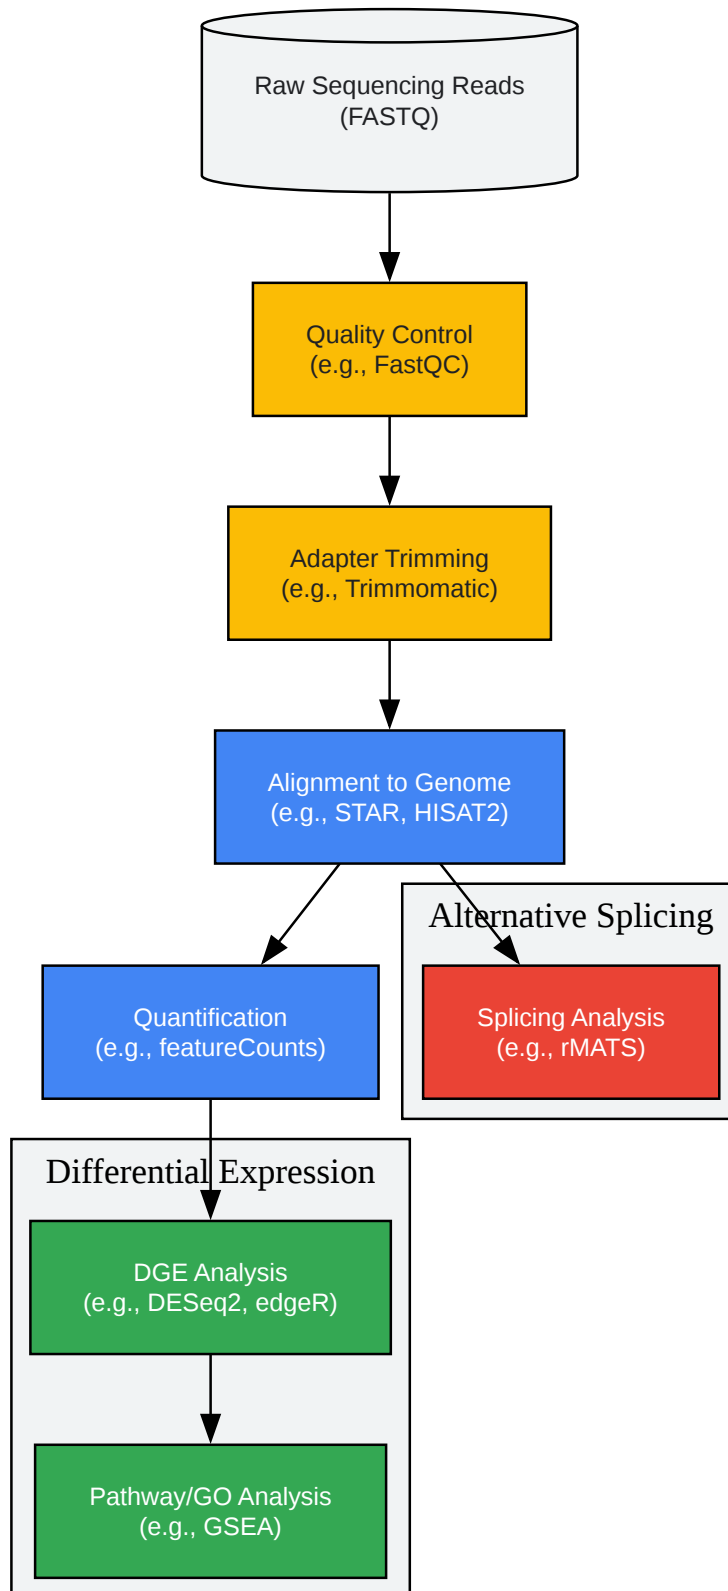 Raw Sequencing Reads
(FASTQ)
Quality Control
(e.g., FastQC)
Adapter Trimming
(e.g., Trimmomatic)
Alignment to Genome
(e.g., STAR, HISAT2)
Alternative Splicing
Quantification
(e.g., featureCounts)
Splicing Analysis
(e.g., rMATS)
Differential Expression
DGE Analysis
(e.g., DESeq2, edgeR)
Pathway/GO Analysis
(e.g., GSEA)